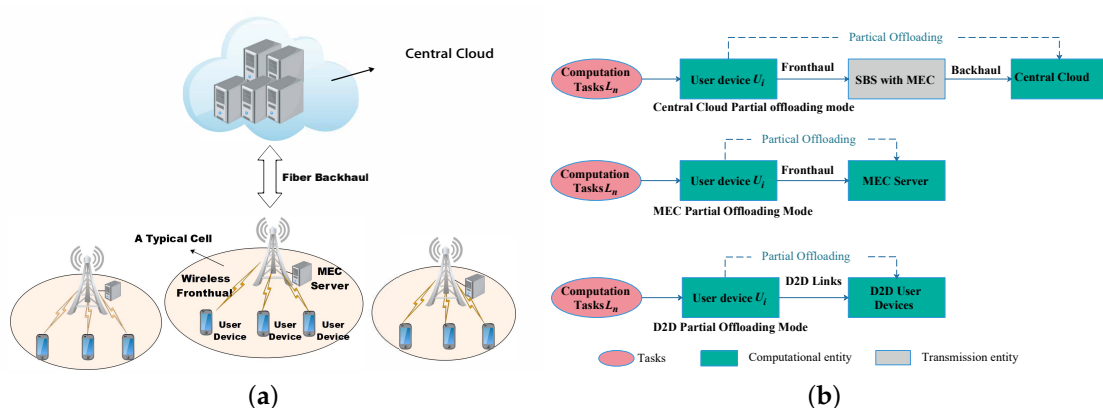 Central Cloud
Fiber Backhaul
A Typical Cell
Wireless
Fronthual
MEC
Server
User
Device
User
Device
User
Device
(a)
Partical Offloading
Computation
Tasks L_n
User device U_i
Fronthaul
SBS with MEC
Backhaul
Central Cloud
Central Cloud Partial offloading mode
Partical Offloading
Computation
Tasks L_n
User device U_i
Fronthaul
MEC Server
MEC Partial Offloading Mode
Partical Offloading
Computation
Tasks L_n
User device U_i
D2D Links
D2D User
Devices
D2D Partial Offloading Mode
Tasks
Computational entity
Transmission entity
(b)